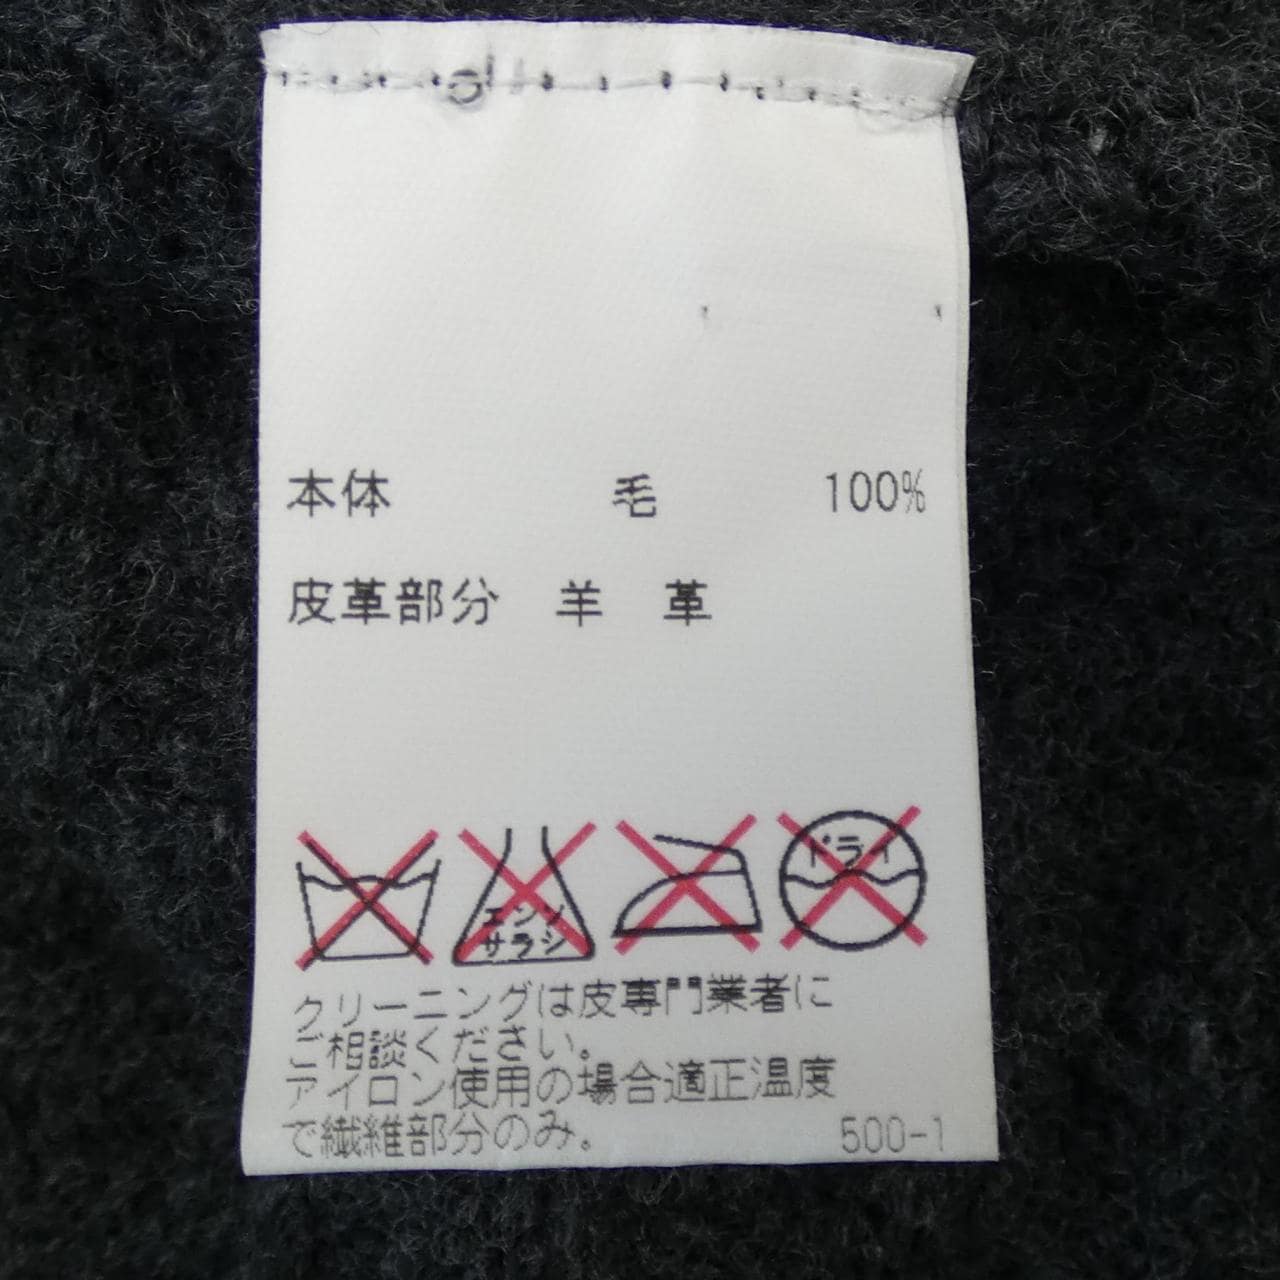 本体 毛 100%
皮革部分 羊 革
エンソ
サラシ
ドライ
クリーニングは皮専門業者に
ご相談ください。
アイロン使用の場合適正温度
で繊維部分のみ。 500-1